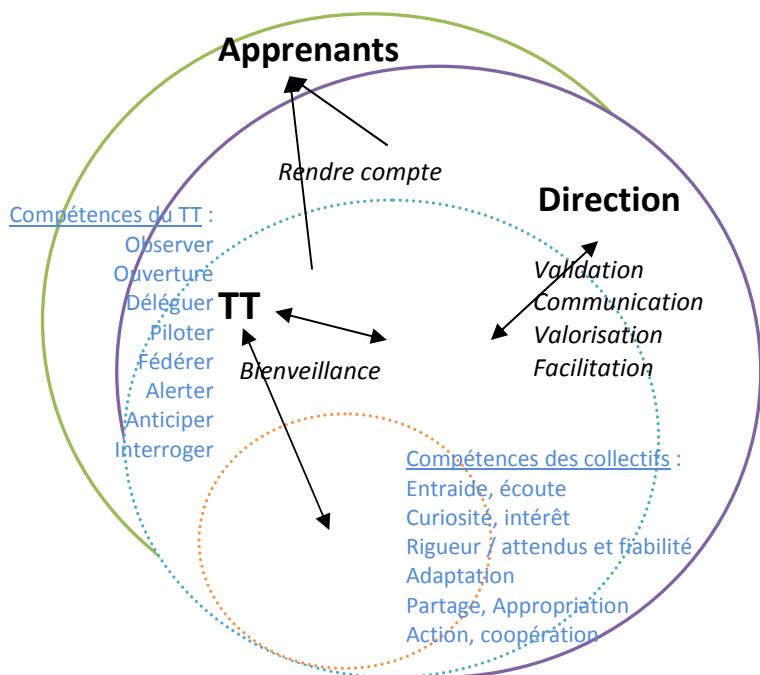 Apprenants
Rendre compte
Direction
Compétences du TT :
Observer
Ouverture
Déléguer
Piloter
Fédérer
Alerter
Anticiper
Interroger
TT
Bienveillance
Validation
Communication
Valorisation
Facilitation
Compétences des collectifs :
Entraide, écoute
Curiosité, intérêt
Rigueur / attendus et fiabilité
Adaptation
Partage, Appropriation
Action, coopération